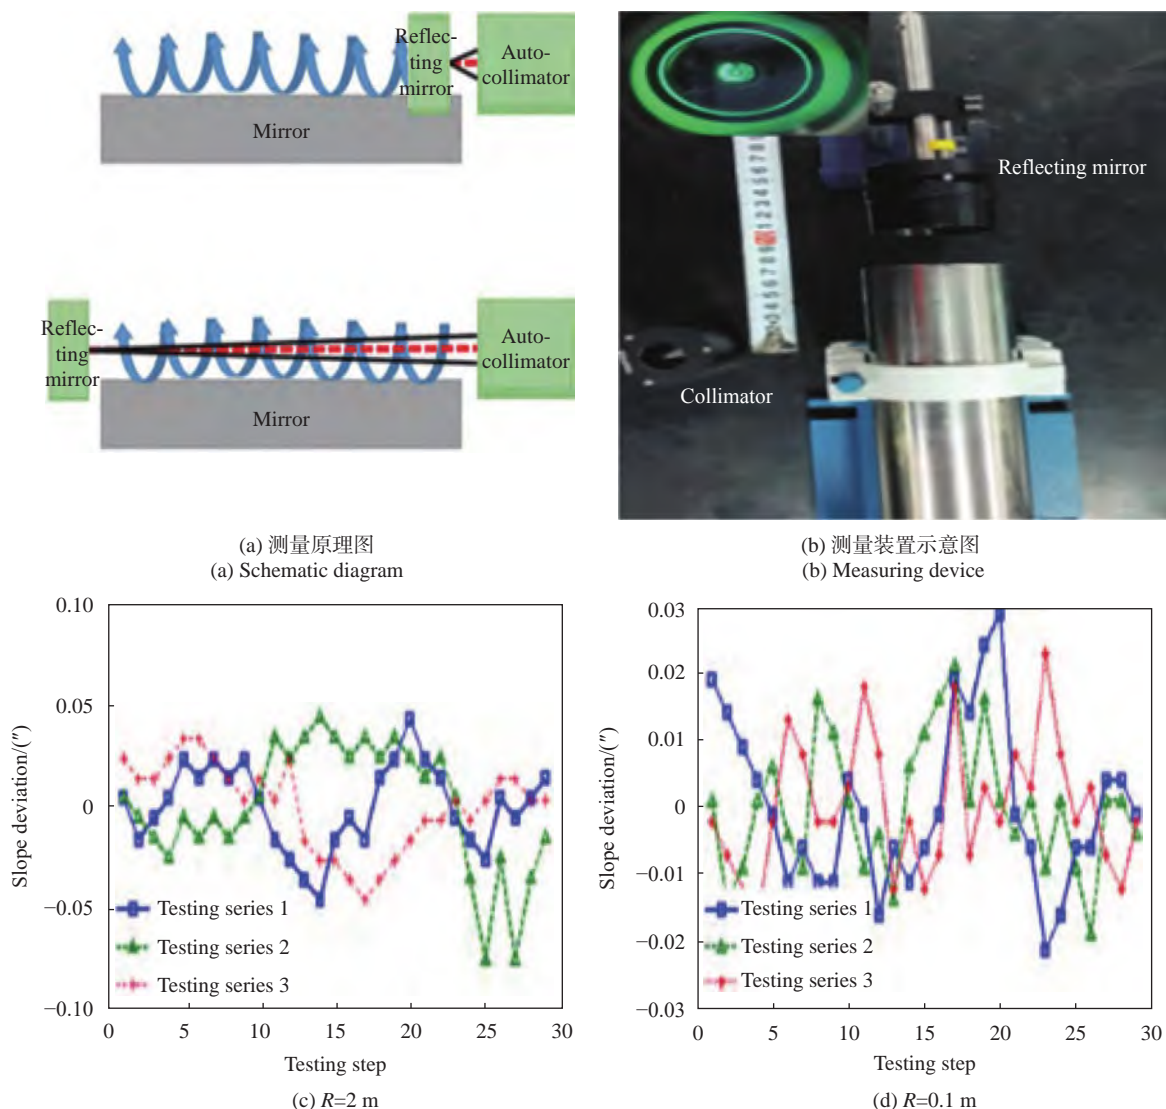 Reflec-
ting
mirror
Auto-
collimator
Mirror
Reflec-
ting
mirror
Auto-
collimator
Mirror
(a) 测量原理图
(a) Schematic diagram
Reflecting mirror
Collimator
(b) 测量装置示意图
(b) Measuring device
0.10
0.05
0
−0.05
−0.10
Slope deviation/(″)
Testing series 1
Testing series 2
Testing series 3
0 5 10 15 20 25 30
Testing step
(c) R=2 m
0.03
0.02
0.01
0
−0.01
−0.02
−0.03
Slope deviation/(″)
Testing series 1
Testing series 2
Testing series 3
0 5 10 15 20 25 30
Testing step
(d) R=0.1 m